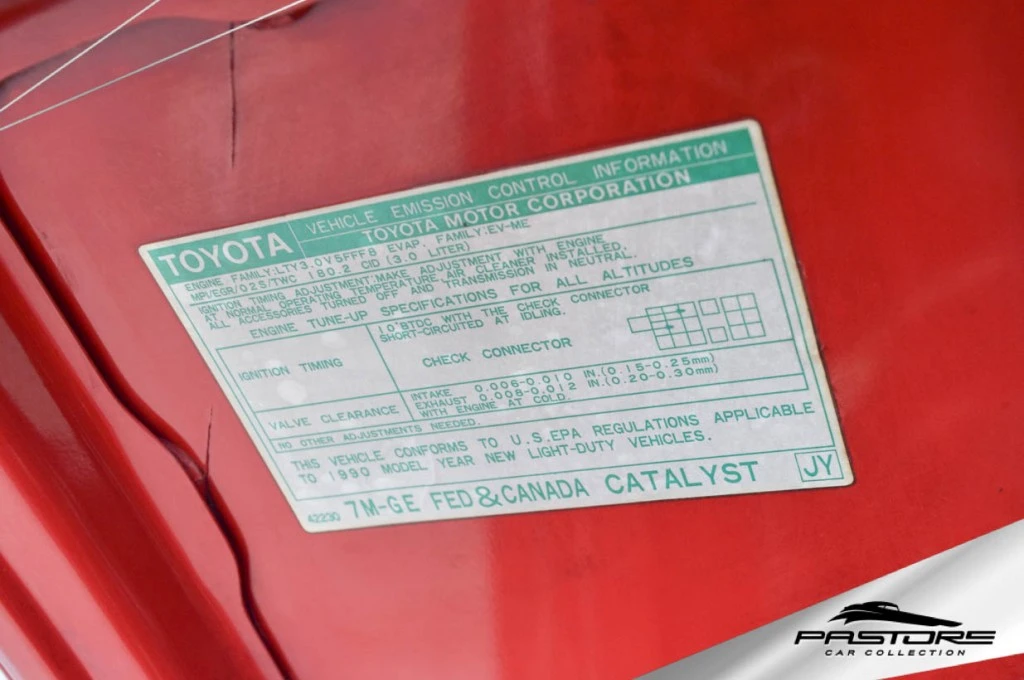 TOYOTA
VEHICLE EMISSION CONTROL INFORMATION
TOYOTA MOTOR CORPORATION
ENGINE FAMILY:LTY3.0V5FFF8 EVAP. FAMILY:EV-ME
MPI/EGR/O2S/TWC 180.2 CID (3.0 LITER)
IGNITION TIMING ADJUSTMENT:MAKE ADJUSTMENT WITH ENGINE
AT NORMAL OPERATING TEMPERATURE, AIR CLEANER INSTALLED,
ALL ACCESSORIES TURNED OFF AND TRANSMISSION IN NEUTRAL.
ENGINE TUNE-UP SPECIFICATIONS FOR ALL ALTITUDES
IGNITION TIMING
10°BTDC WITH THE CHECK CONNECTOR
SHORT-CIRCUITED AT IDLING.
CHECK CONNECTOR
VALVE CLEARANCE
INTAKE 0.006-0.010 IN.(0.15-0.25mm)
EXHAUST 0.008-0.012 IN.(0.20-0.30mm)
WITH ENGINE AT COLD.
NO OTHER ADJUSTMENTS NEEDED.
THIS VEHICLE CONFORMS TO U.S.EPA REGULATIONS APPLICABLE
TO 1990 MODEL YEAR NEW LIGHT-DUTY VEHICLES.
42230 7M-GE FED&CANADA CATALYST JY
PASTORE
CAR COLLECTION